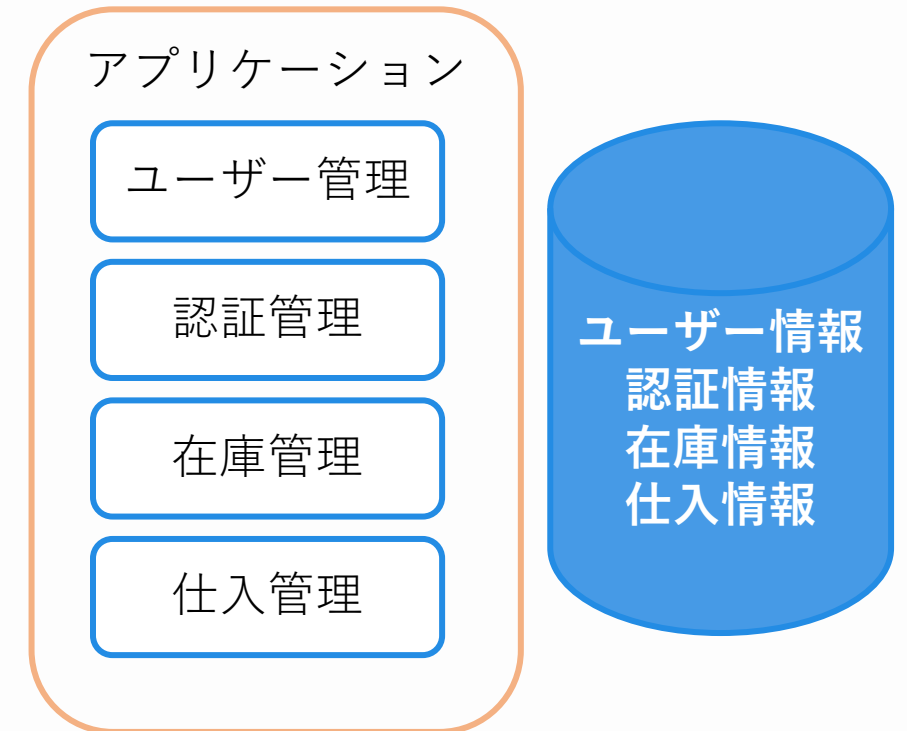 アプリケーション
ユーザー管理
認証管理
在庫管理
仕入管理
ユーザー情報
認証情報
在庫情報
仕入情報